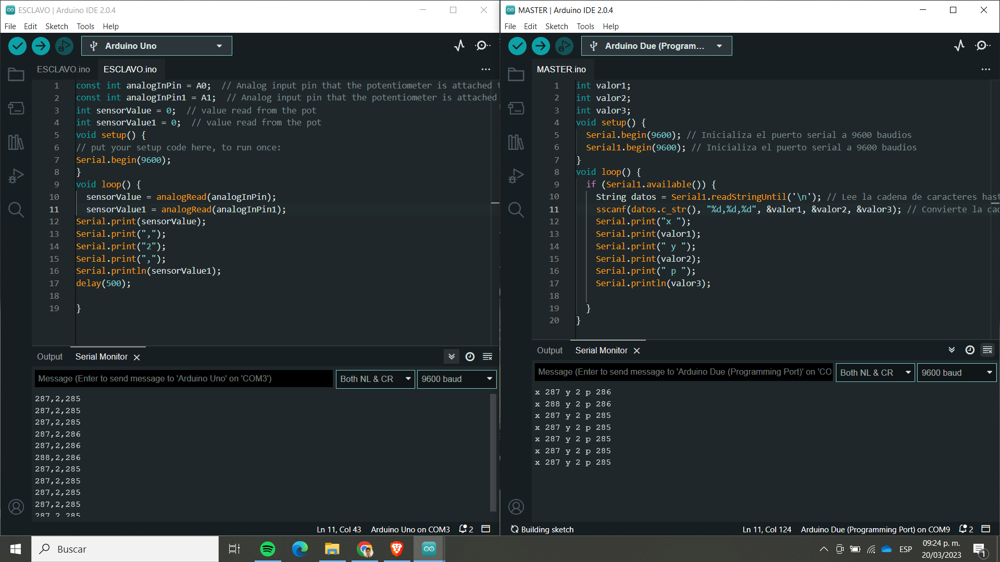 ESCLAVO | Arduino IDE 2.0.4
File Edit Sketch Tools Help
Arduino Uno
ESCLAVO.ino ESCLAVO.ino
1 const int analogInPin = A0;  // Analog input pin that the potentiometer is attached
2 const int analogInPin1 = A1;  // Analog input pin that the potentiometer is attached
3 int sensorValue = 0;  // value read from the pot
4 int sensorValue1 = 0;  // value read from the pot
5 void setup() {
6 // put your setup code here, to run once:
7 Serial.begin(9600);
8 }
9 void loop() {
10 sensorValue = analogRead(analogInPin);
11 sensorValue1 = analogRead(analogInPin1);
12 Serial.print(sensorValue);
13 Serial.print(",");
14 Serial.print("2");
15 Serial.print(",");
16 Serial.println(sensorValue1);
17 delay(500);
18
19 }
Output Serial Monitor
Message (Enter to send message to 'Arduino Uno' on 'COM3')
Both NL & CR
9600 baud
287,2,285
287,2,285
287,2,285
287,2,286
287,2,286
288,2,286
287,2,285
287,2,285
287,2,285
287,2,285
287,2,285
Ln 11, Col 43 Arduino Uno on COM3 2
MASTER | Arduino IDE 2.0.4
File Edit Sketch Tools Help
Arduino Due (Program...
MASTER.ino
1 int valor1;
2 int valor2;
3 int valor3;
4 void setup() {
5 Serial.begin(9600); // Inicializa el puerto serial a 9600 baudios
6 Serial1.begin(9600); // Inicializa el puerto serial a 9600 baudios
7 }
8 void loop() {
9 if (Serial1.available()) {
10 String datos = Serial1.readStringUntil('\n'); // Lee la cadena de caracteres hast
11 sscanf(datos.c_str(), "%d,%d,%d", &valor1, &valor2, &valor3); // Convierte la cad
12 Serial.print("x ");
13 Serial.print(valor1);
14 Serial.print(" y ");
15 Serial.print(valor2);
16 Serial.print(" p ");
17 Serial.println(valor3);
18
19 }
20 }
Output Serial Monitor
Message (Enter to send message to 'Arduino Due (Programming Port)' on 'CO
Both NL & CR
9600 baud
x 287 y 2 p 286
x 288 y 2 p 286
x 287 y 2 p 285
x 287 y 2 p 285
x 287 y 2 p 285
x 287 y 2 p 285
x 287 y 2 p 285
Building sketch Ln 11, Col 124 Arduino Due (Programming Port) on COM9 2
Buscar
ESP
09:24 p. m.
20/03/2023
1